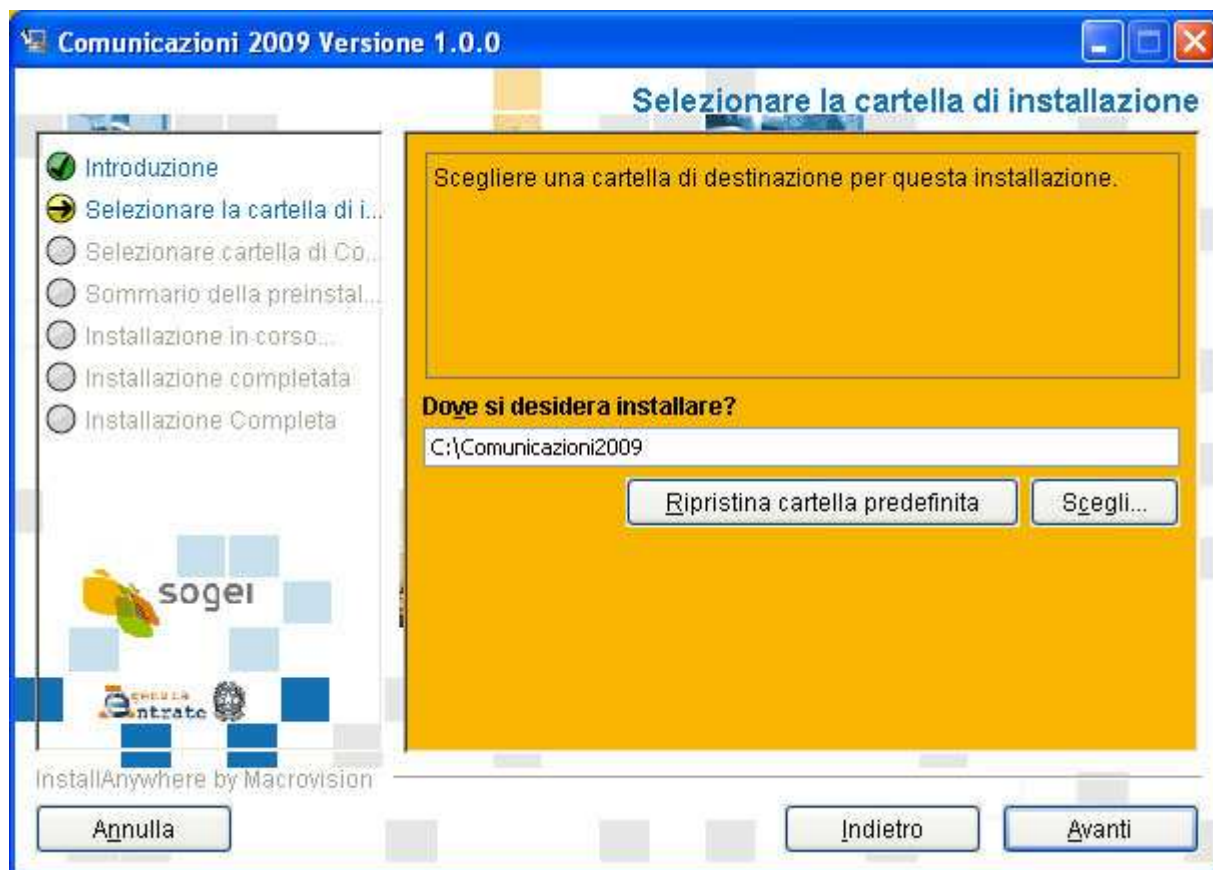 Comunicazioni 2009 Versione 1.0.0
Selezionare la cartella di installazione
Introduzione
Selezionare la cartella di i...
Selezionare cartella di Co...
Sommario della preinstal...
Installazione in corso...
Installazione completata
Installazione Completa
Scegliere una cartella di destinazione per questa installazione.
Dove si desidera installare?
C:\Comunicazioni2009
Ripristina cartella predefinita
Scegli...
sogei
genzia
ntrate
InstallAnywhere by Macrovision
Annulla
Indietro
Avanti